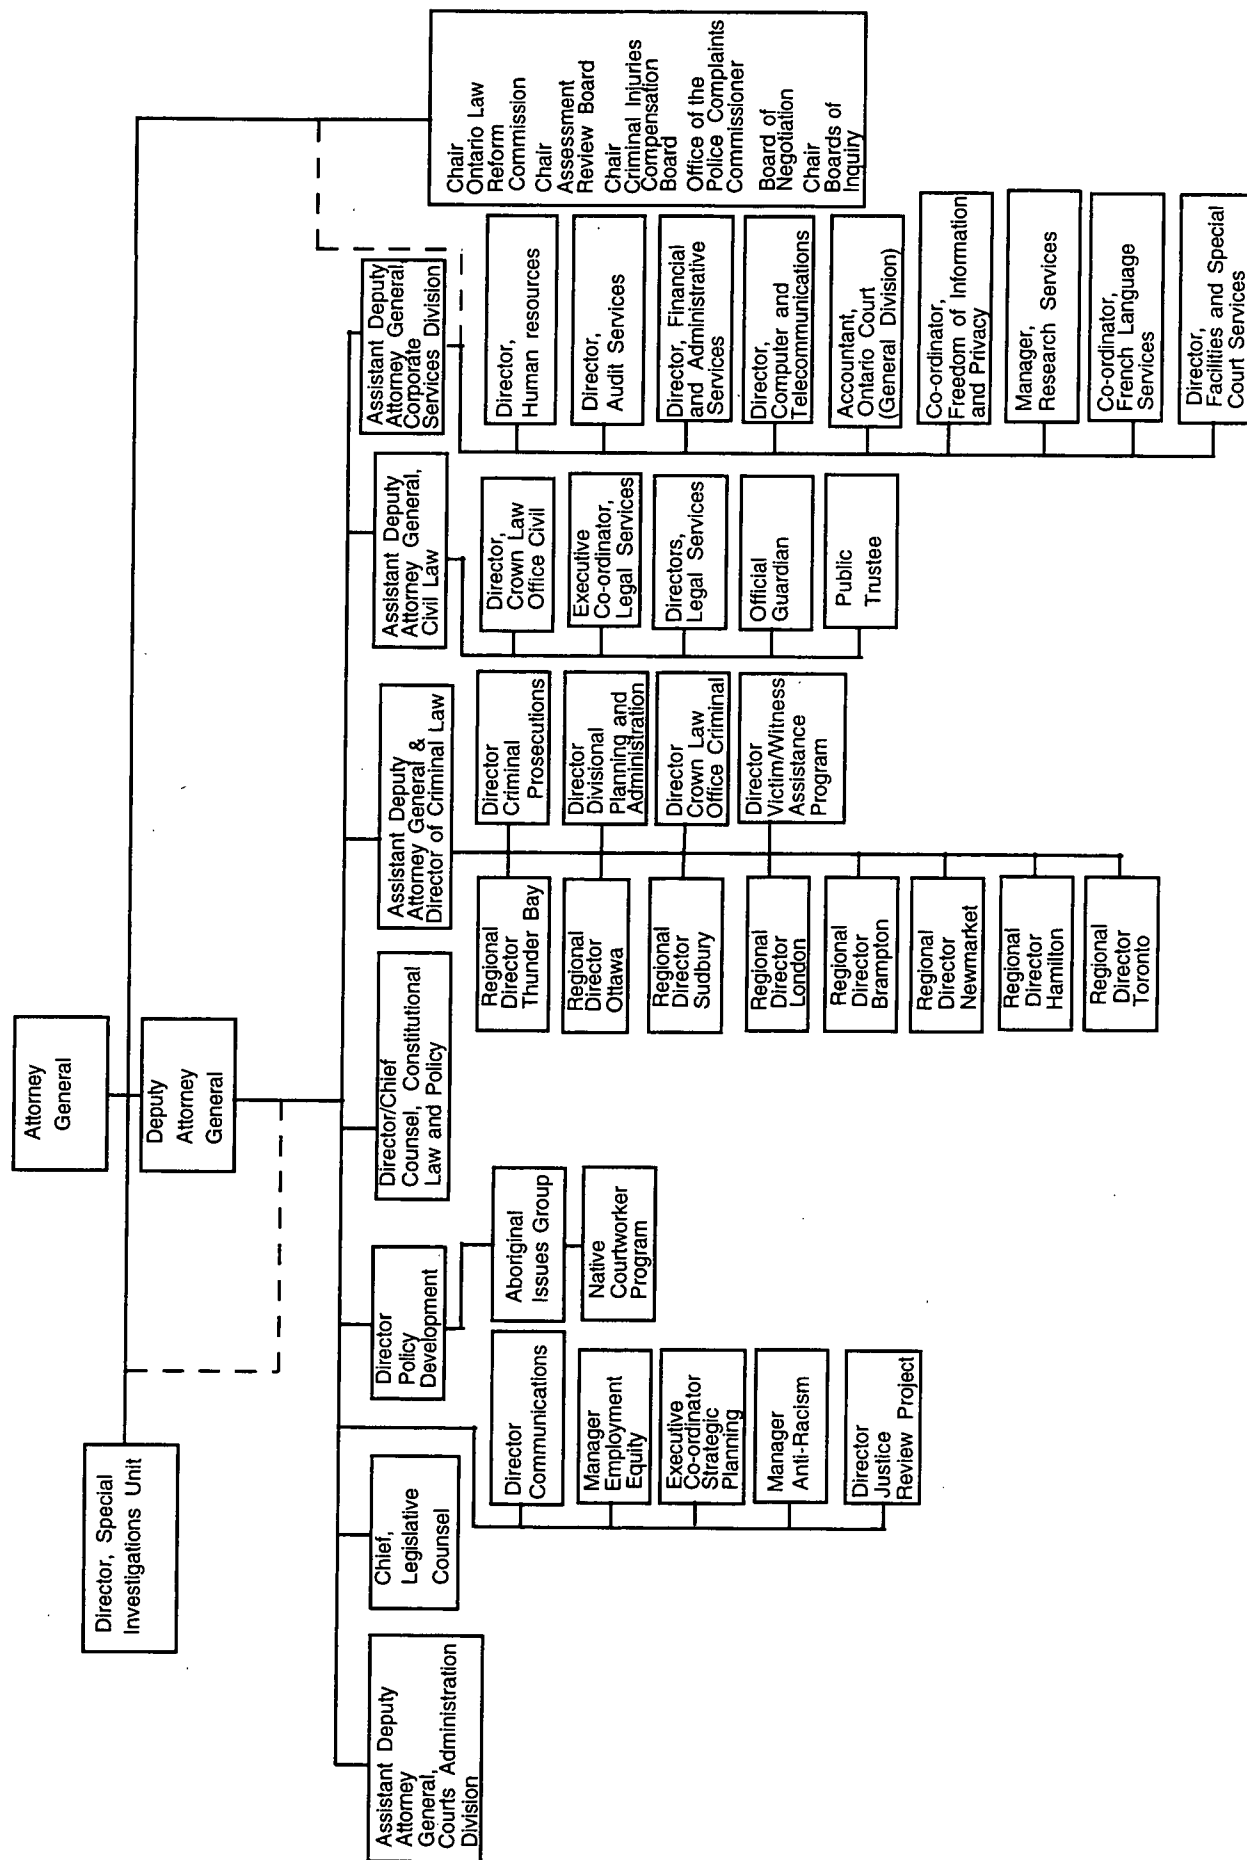 Attorney
General
Director, Special
Investigations Unit
Deputy
Attorney
General
Assistant Deputy
Attorney
General,
Courts Administration
Division
Chief,
Legislative
Counsel
Director
Communications
Manager
Employment
Equity
Executive
Co-ordinator
Strategic
Planning
Manager
Anti-Racism
Director
Justice
Review Project
Director
Policy
Development
Aboriginal
Issues Group
Native
Courtworker
Program
Director/Chief
Counsel, Constitutional
Law and Policy
Assistant Deputy
Attorney General &
Director of Criminal Law
Regional
Director
Thunder Bay
Regional
Director
Ottawa
Regional
Director
Sudbury
Regional
Director
London
Regional
Director
Brampton
Regional
Director
Newmarket
Regional
Director
Hamilton
Regional
Director
Toronto
Director
Criminal
Prosecutions
Director
Divisional
Planning and
Administration
Director
Crown Law
Office Criminal
Director
Victim/Witness
Assistance
Program
Assistant Deputy
Attorney General,
Civil Law
Director,
Crown Law
Office Civil
Executive
Co-ordinator,
Legal Services
Directors,
Legal Services
Official
Guardian
Public
Trustee
Assistant Deputy
Attorney General,
Corporate
Services Division
Director,
Human resources
Director,
Audit Services
Director, Financial
and Administrative
Services
Director,
Computer and
Telecommunications
Accountant,
Ontario Court
(General Division)
Co-ordinator,
Freedom of Information
and Privacy
Manager,
Research Services
Co-ordinator,
French Language
Services
Director,
Facilities and Special
Court Services
Chair
Ontario Law
Reform
Commission
Chair
Assessment
Review Board
Chair
Criminal Injuries
Compensation
Board
Office of the
Police Complaints
Commissioner
Board of
Negotiation
Chair
Boards of
Inquiry